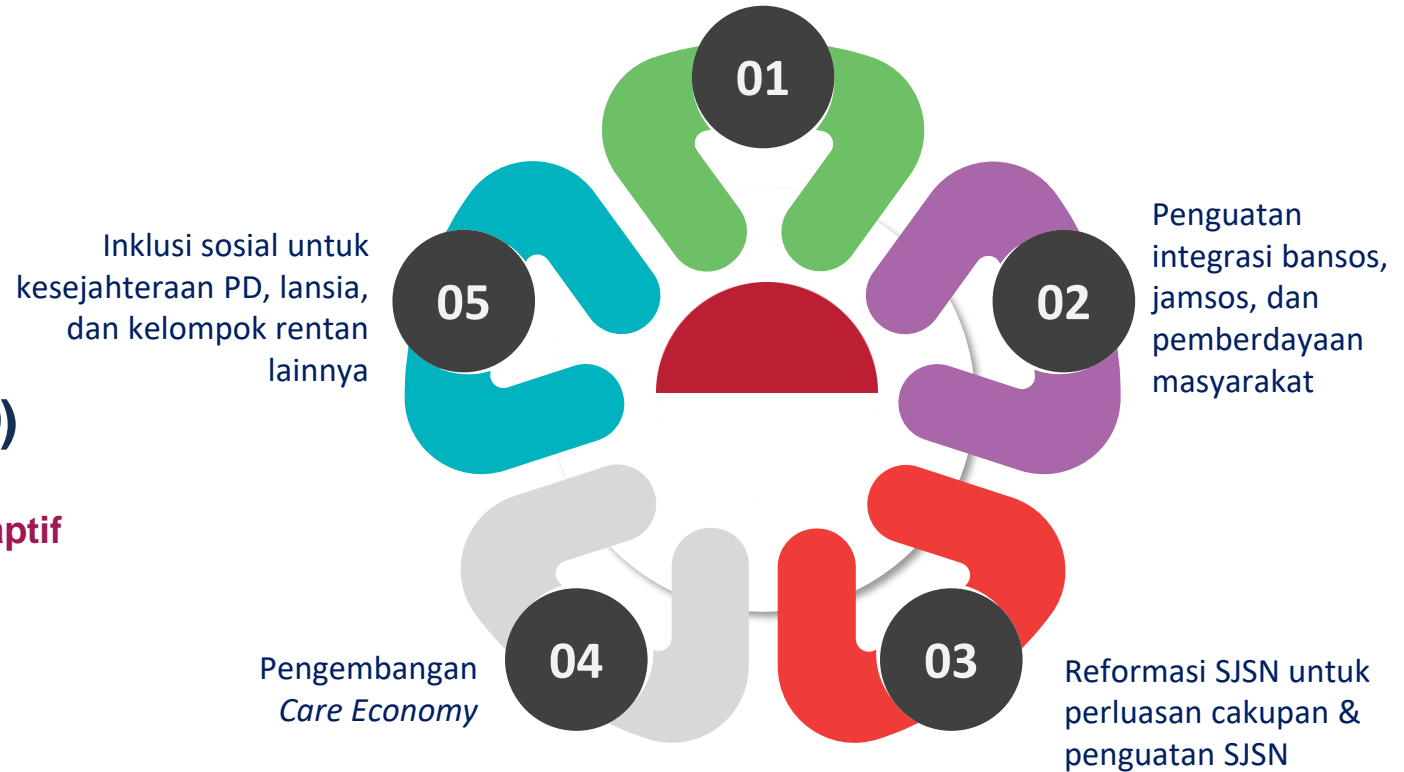 01
Penguatan
integrasi bansos,
jamsos, dan
pemberdayaan
masyarakat
02
Reformasi SJSN untuk
perluasan cakupan &
penguatan SJSN
03
Pengembangan
Care Economy
04
Inklusi sosial untuk
kesejahteraan PD, lansia,
dan kelompok rentan
lainnya
05
)
aptif